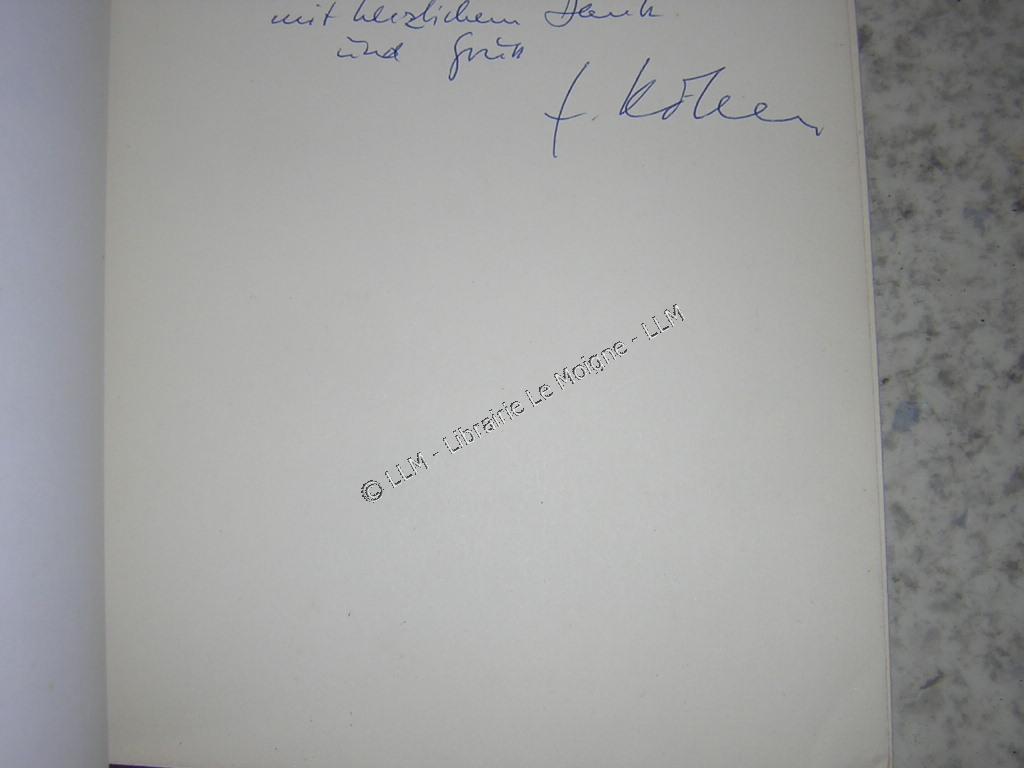 mit herzlichem Dank
und Gruß
© LLM - Librairie Le Moigne - LLM